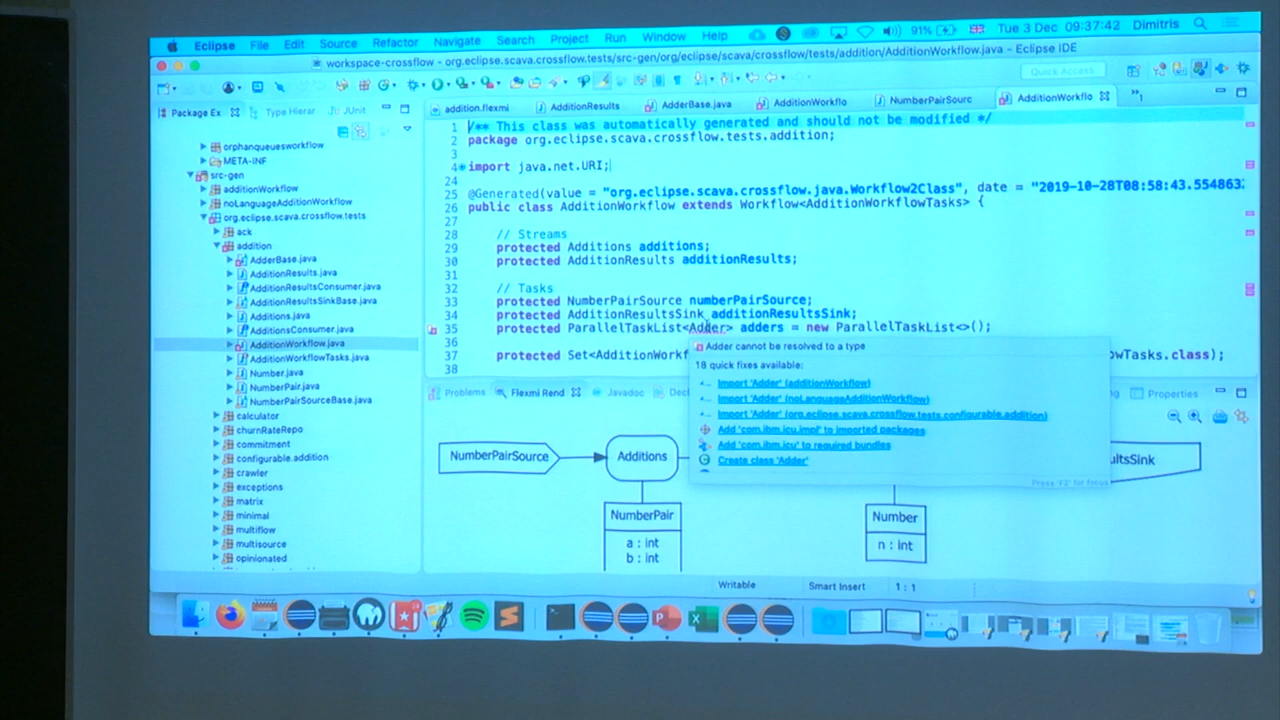 Eclipse File Edit Source Refactor Navigate Search Project Run Window Help 91% Tue 3 Dec 09:37:42 Dimitris
workspace-crossflow - org.eclipse.scava.crossflow.tests/src-gen/org/eclipse/scava/crossflow/tests/addition/AdditionWorkflow.java - Eclipse IDE
Quick Access
Package Ex Type Hierar JUnit
addition.flexmi AdditionResults AdderBase.java AdditionWorkflo NumberPairSourc AdditionWorkflo
orphanqueuesworkflow
META-INF
src-gen
additionWorkflow
noLanguageAdditionWorkflow
org.eclipse.scava.crossflow.tests
ack
addition
AdderBase.java
AdditionResults.java
AdditionResultsConsumer.java
AdditionResultsSinkBase.java
Additions.java
AdditionsConsumer.java
AdditionWorkflow.java
AdditionWorkflowTasks.java
Number.java
NumberPair.java
NumberPairSourceBase.java
calculator
churnRateRepo
commitment
configurable.addition
crawler
exceptions
matrix
minimal
multiflow
multisource
opinionated
1 /** This class was automatically generated and should not be modified */
2 package org.eclipse.scava.crossflow.tests.addition;
3
4 import java.net.URI;
24
25 @Generated(value = "org.eclipse.scava.crossflow.java.Workflow2Class", date = "2019-10-28T08:58:43.554863
26 public class AdditionWorkflow extends Workflow<AdditionWorkflowTasks> {
27
28 // Streams
29 protected Additions additions;
30 protected AdditionResults additionResults;
31
32 // Tasks
33 protected NumberPairSource numberPairSource;
34 protected AdditionResultsSink additionResultsSink;
35 protected ParallelTaskList<Adder> adders = new ParallelTaskList<>();
36
37 protected Set<AdditionWorkf owTasks.class);
38
Adder cannot be resolved to a type
18 quick fixes available:
Import 'Adder' (additionWorkflow)
Import 'Adder' (noLanguageAdditionWorkflow)
Import 'Adder' (org.eclipse.scava.crossflow.tests.configurable.addition)
Add 'com.ibm.icu.impl' to imported packages
Add 'com.ibm.icu' to required bundles
Create class 'Adder'
Press 'F2' for focus
Problems Flexmi Rend Javadoc Decl Properties
NumberPairSource Additions ultsSink
NumberPair
a : int
b : int
Number
n : int
Writable Smart Insert 1 : 1